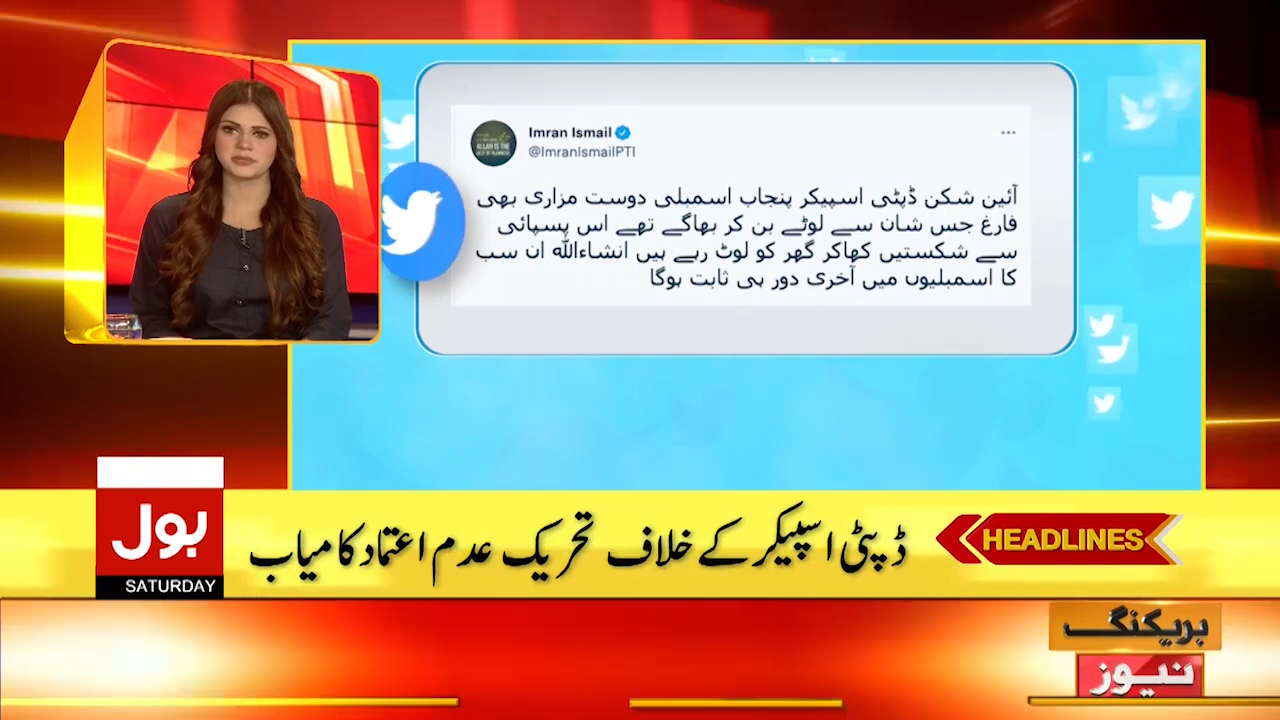 Imran Ismail
@ImranIsmailPTI
آئین شکن ڈپٹی اسپیکر پنجاب اسمبلی دوست مزاری بھی
فارغ جس شان سے لوٹے بن کر بھاگے تھے اس پسپائی
سے شکستیں کھاکر گھر کو لوٹ رہے ہیں انشاءاللہ ان سب
کا اسمبلیوں میں آخری دور ہی ثابت ہوگا
HEADLINES
ڈپٹی اسپیکر کے خلاف تحریک عدم اعتماد کامیاب
بول
SATURDAY
بریکنگ
نیوز